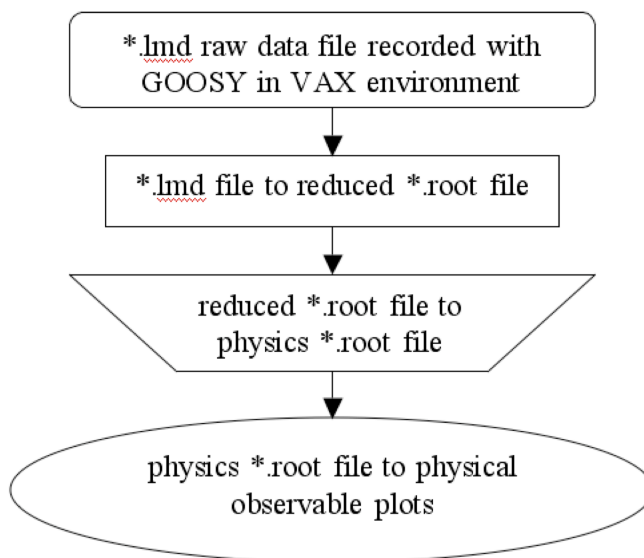 *.lmd raw data file recorded with
GOOSY in VAX environment
*.lmd file to reduced *.root file
reduced *.root file to
physics *.root file
physics *.root file to physical
observable plots